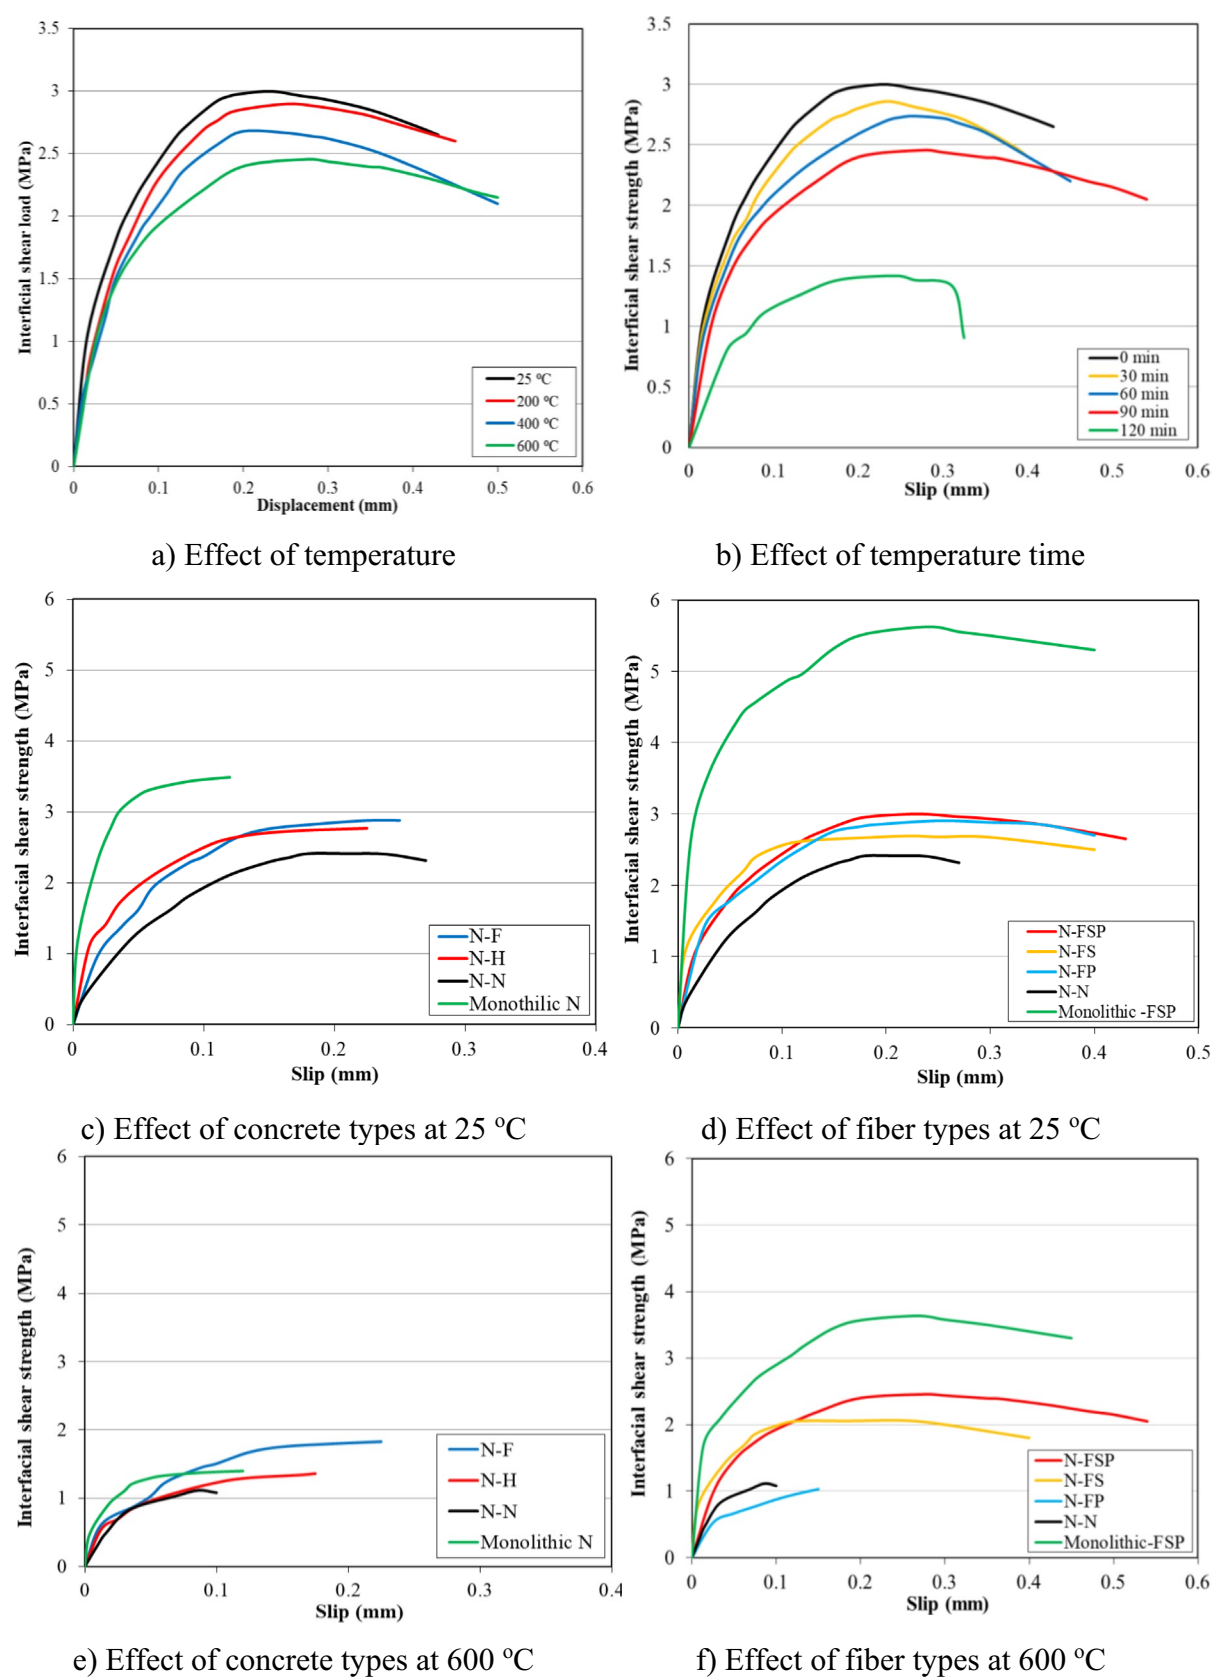 3.5
3
2.5
2
1.5
1
0.5
0
0
0.1
0.2
0.3
0.4
0.5
0.6
Interficial shear load (MPa)
Displacement (mm)
25 ºC
200 ºC
400 ºC
600 ºC
a) Effect of temperature
3.5
3
2.5
2
1.5
1
0.5
0
0
0.1
0.2
0.3
0.4
0.5
0.6
Interficial shear strength (MPa)
Slip (mm)
0 min
30 min
60 min
90 min
120 min
b) Effect of temperature time
6
5
4
3
2
1
0
0
0.1
0.2
0.3
0.4
Interfacial shear strength (MPa)
Slip (mm)
N-F
N-H
N-N
Monothilic N
c) Effect of concrete types at 25 ºC
6
5
4
3
2
1
0
0
0.1
0.2
0.3
0.4
0.5
Interfacial shear strength (MPa)
Slip (mm)
N-FSP
N-FS
N-FP
N-N
Monolithic -FSP
d) Effect of fiber types at 25 ºC
6
5
4
3
2
1
0
0
0.1
0.2
0.3
0.4
Interfacial shear strength (MPa)
Slip (mm)
N-F
N-H
N-N
Monolithic N
e) Effect of concrete types at 600 ºC
6
5
4
3
2
1
0
0
0.1
0.2
0.3
0.4
0.5
0.6
Interfacial shear strength (MPa)
Slip (mm)
N-FSP
N-FS
N-FP
N-N
Monolithic-FSP
f) Effect of fiber types at 600 ºC